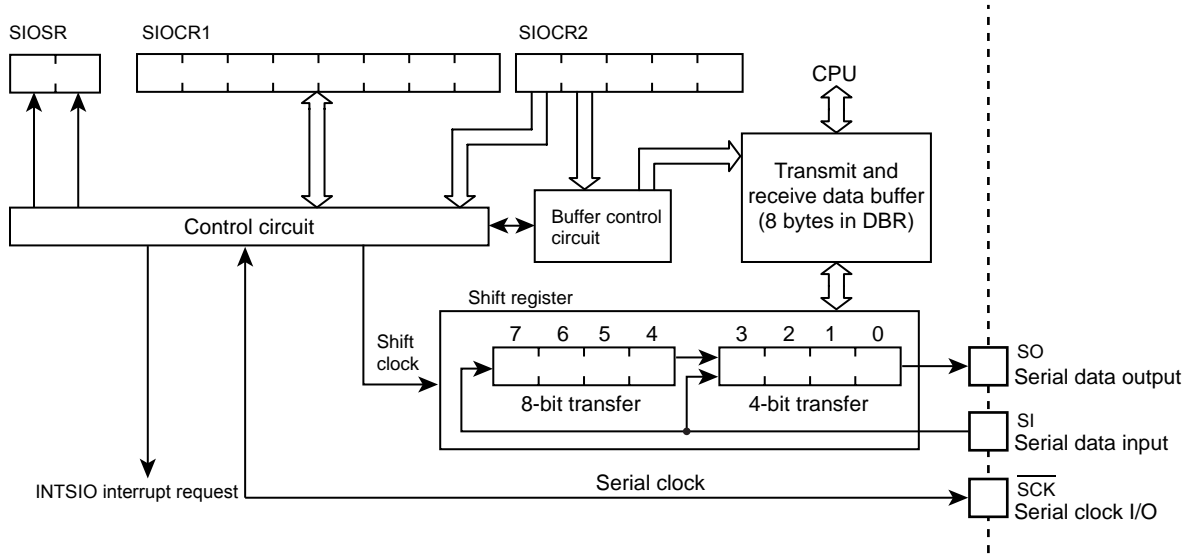 SIOSR
SIOCR1
SIOCR2
CPU
Transmit and
receive data buffer
(8 bytes in DBR)
Control circuit
Buffer control
circuit
Shift register
Shift
clock
7 6 5 4
3 2 1 0
8-bit transfer
4-bit transfer
SO
Serial data output
SI
Serial data input
INTSIO interrupt request
Serial clock
SCK
Serial clock I/O